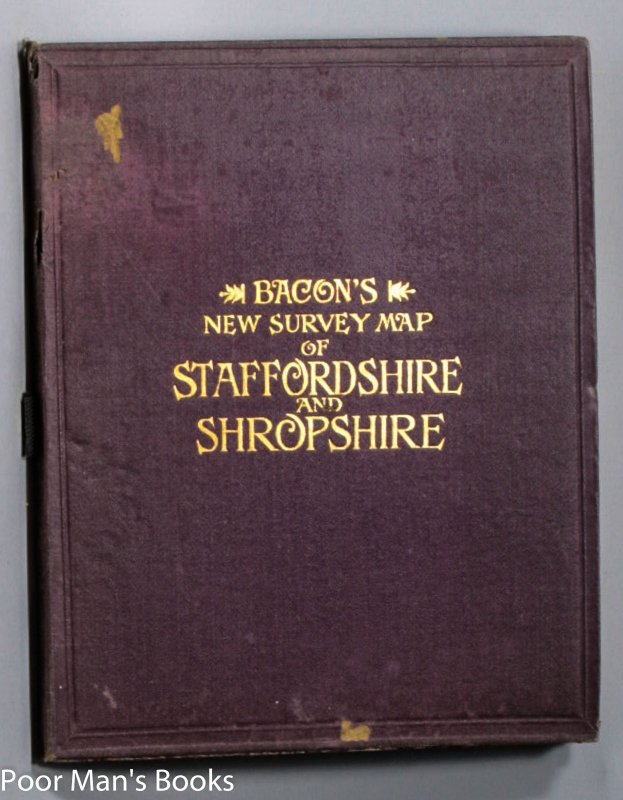 BACON'S
NEW SURVEY MAP
OF
STAFFORDSHIRE
AND
SHROPSHIRE
Poor Man's Books